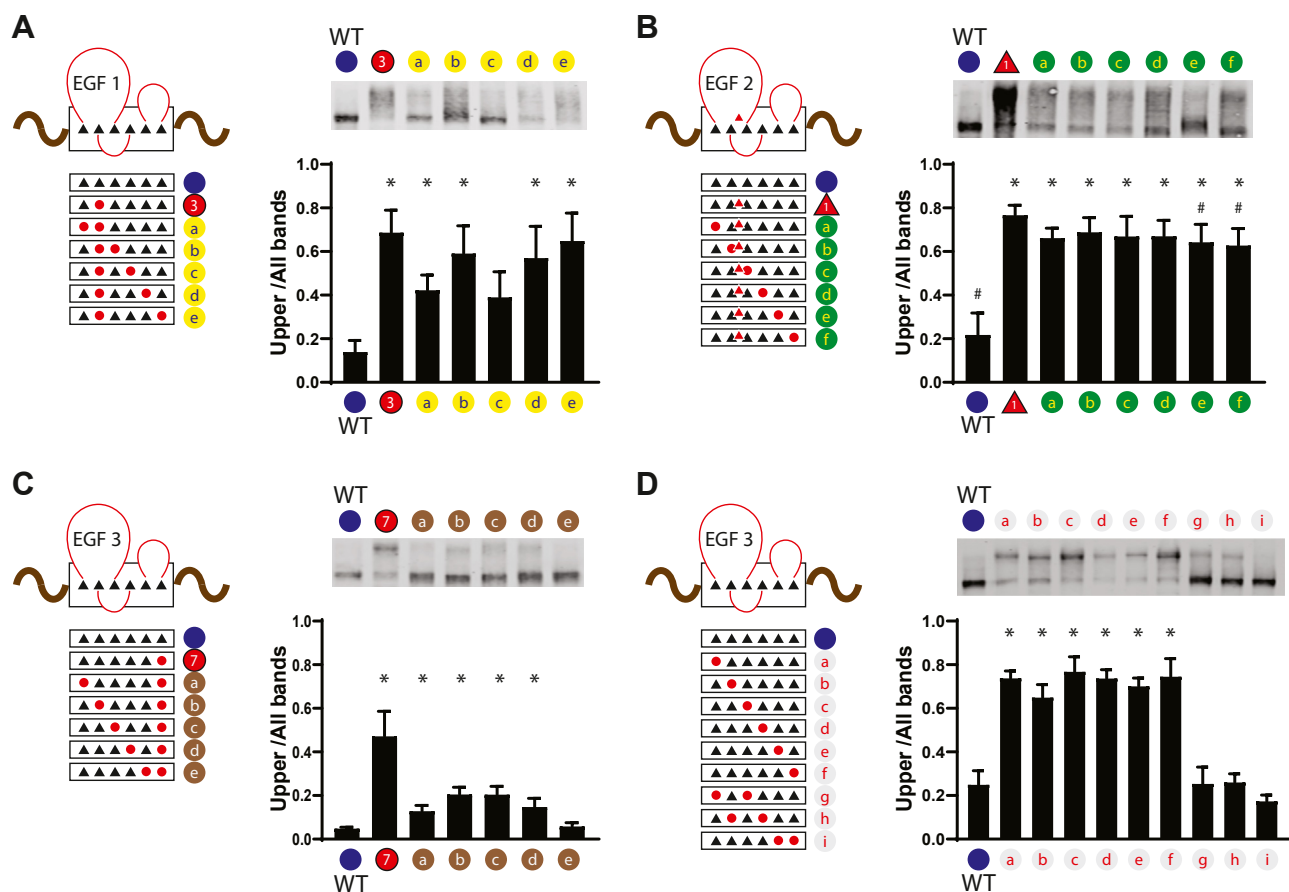 A
WT
3 a b c d e
EGF 1
3
a
b
c
d
e
Upper /All bands
1.0
0.8
0.6
0.4
0.2
0.0
* * * * *
3 a b c d e
WT
B
WT
1 a b c d e f
EGF 2
1
a
b
c
d
e
f
Upper /All bands
1.0
0.8
0.6
0.4
0.2
0.0
* * * * * * *
# # #
1 a b c d e f
WT
C
WT
7 a b c d e
EGF 3
7
a
b
c
d
e
Upper /All bands
1.0
0.8
0.6
0.4
0.2
0.0
* * * * *
7 a b c d e
WT
D
WT
a b c d e f g h i
EGF 3
a
b
c
d
e
f
g
h
i
Upper /All bands
1.0
0.8
0.6
0.4
0.2
0.0
* * * * * *
a b c d e f g h i
WT